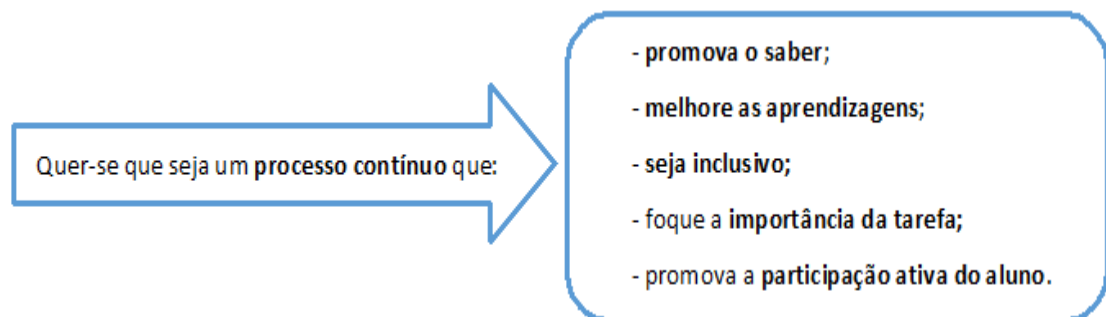 Quer-se que seja um processo contínuo que:
- promova o saber;
- melhore as aprendizagens;
- seja inclusivo;
- foque a importância da tarefa;
- promova a participação ativa do aluno.